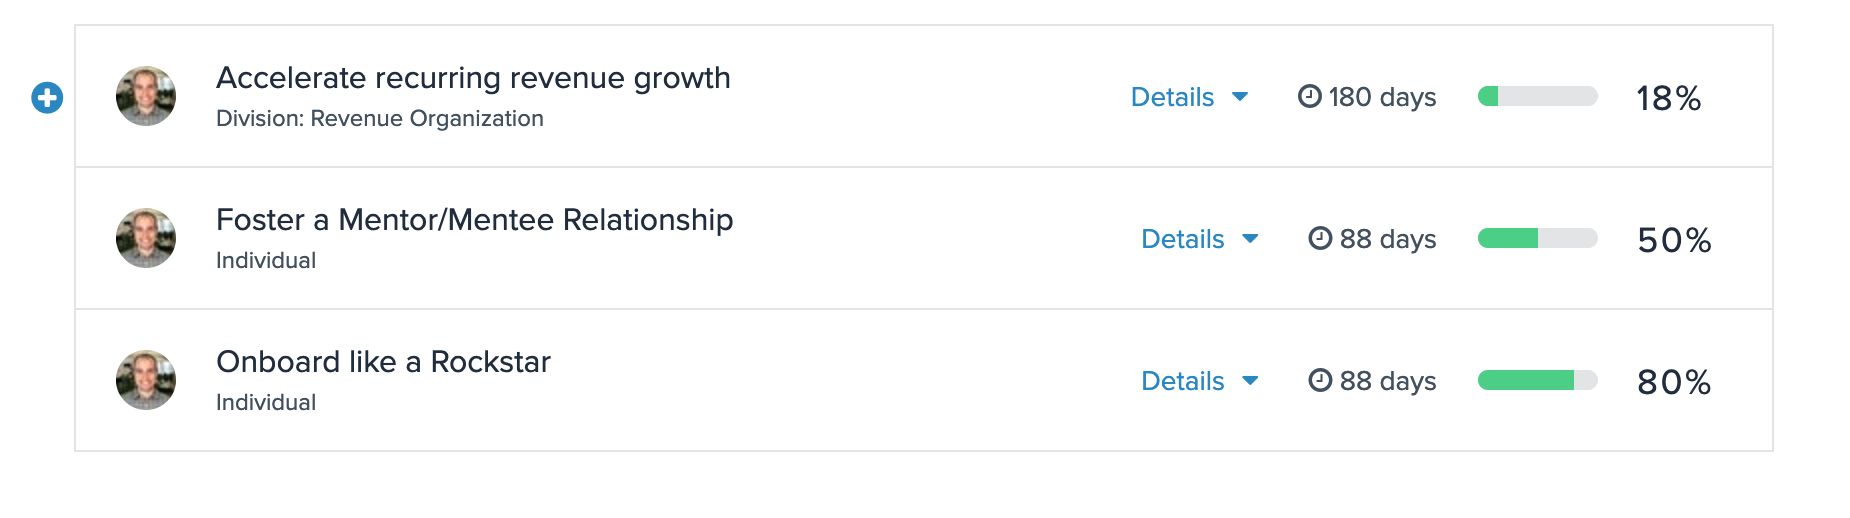 Accelerate recurring revenue growth
Division: Revenue Organization
Details
180 days
18%
Foster a Mentor/Mentee Relationship
Individual
Details
88 days
50%
Onboard like a Rockstar
Individual
Details
88 days
80%